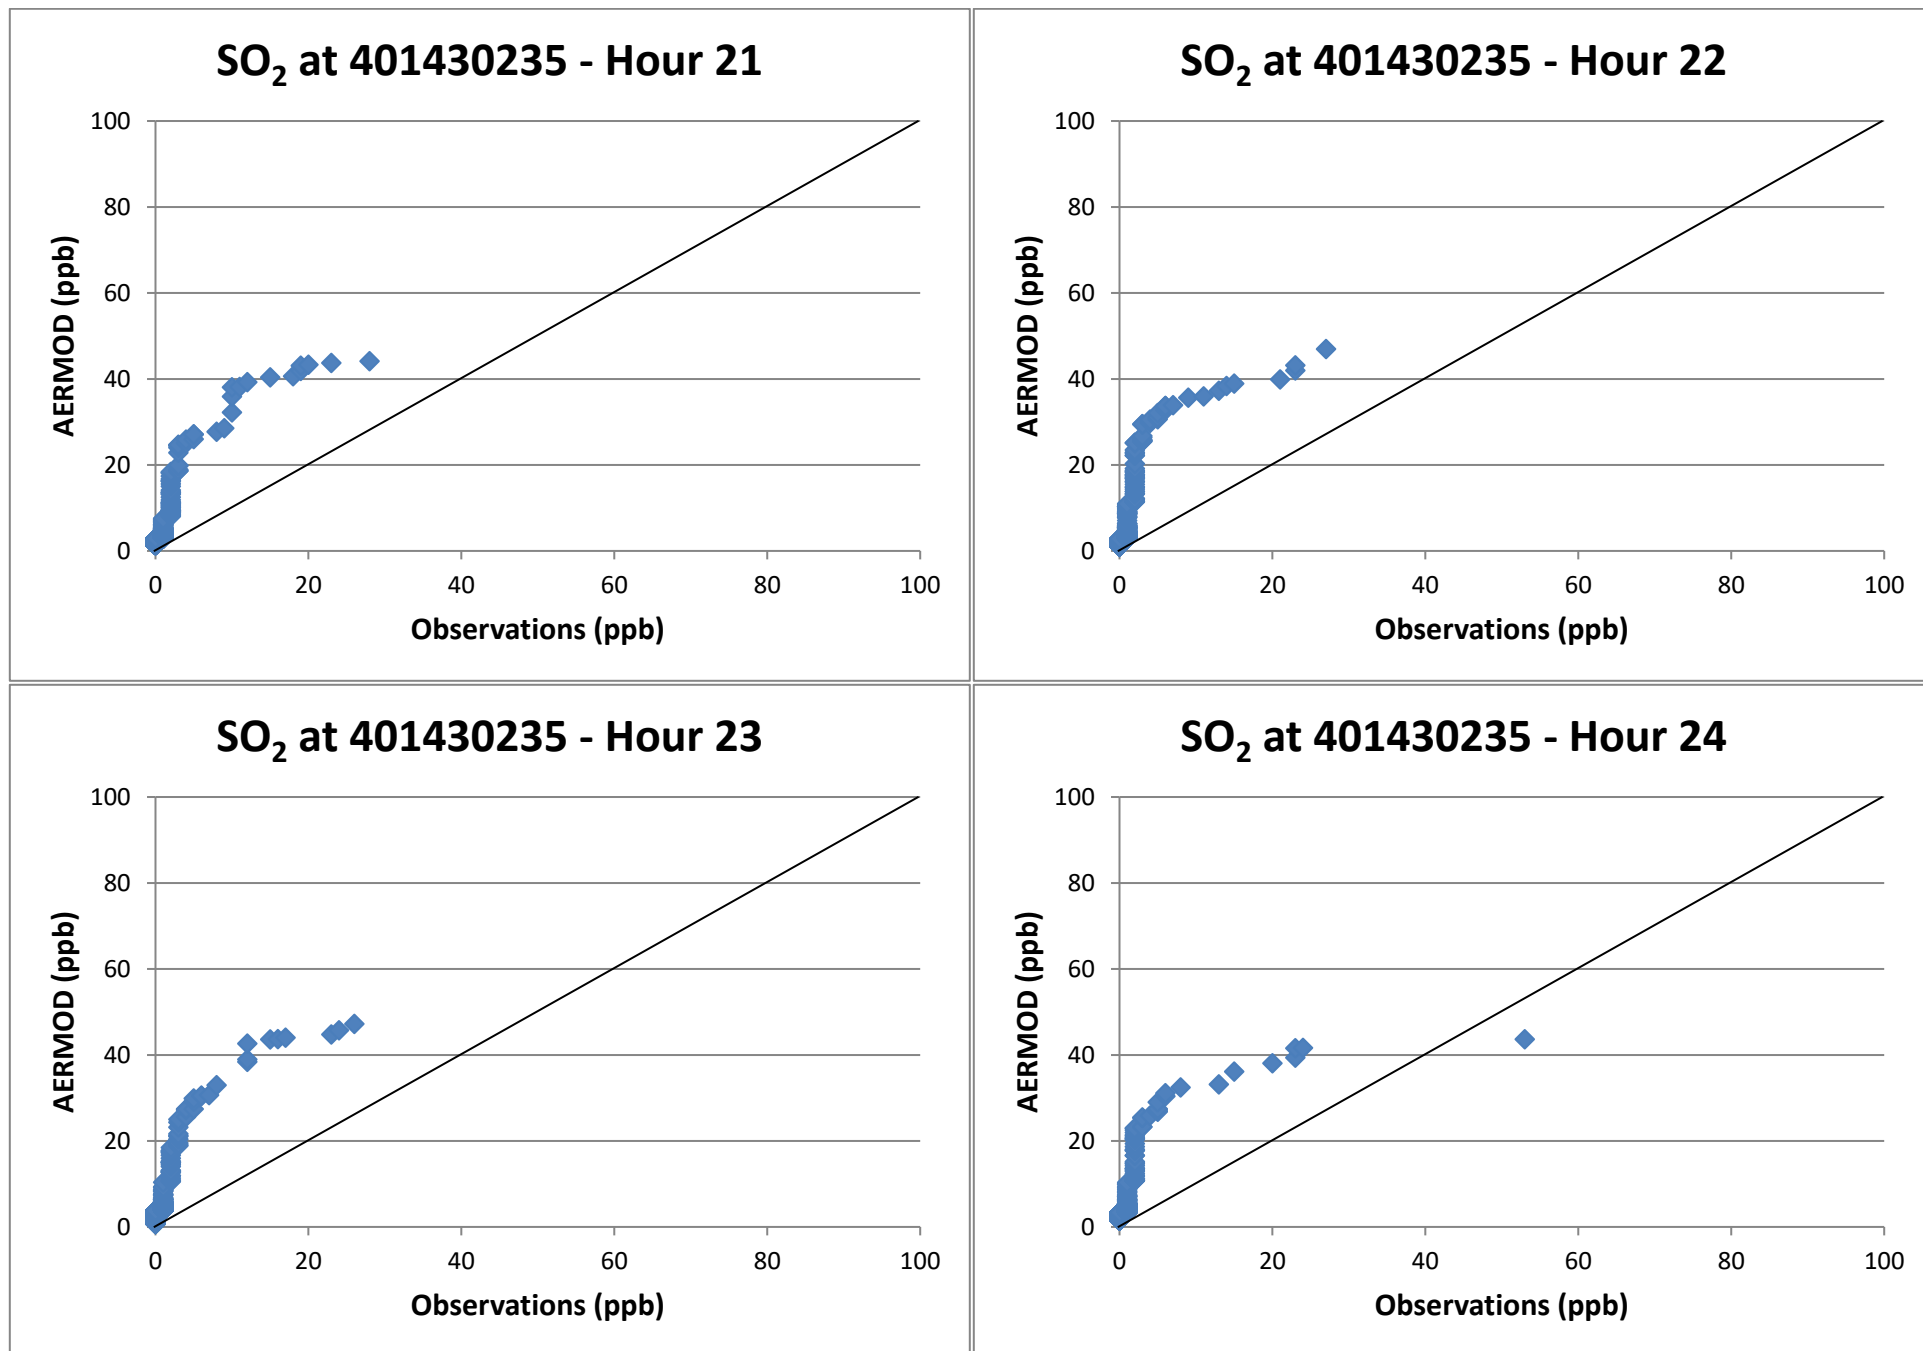 SO₂ at 401430235 - Hour 21
100
80
60
40
20
0
AERMOD (ppb)
0 20 40 60 80 100
Observations (ppb)
SO₂ at 401430235 - Hour 22
100
80
60
40
20
0
AERMOD (ppb)
0 20 40 60 80 100
Observations (ppb)
SO₂ at 401430235 - Hour 23
100
80
60
40
20
0
AERMOD (ppb)
0 20 40 60 80 100
Observations (ppb)
SO₂ at 401430235 - Hour 24
100
80
60
40
20
0
AERMOD (ppb)
0 20 40 60 80 100
Observations (ppb)